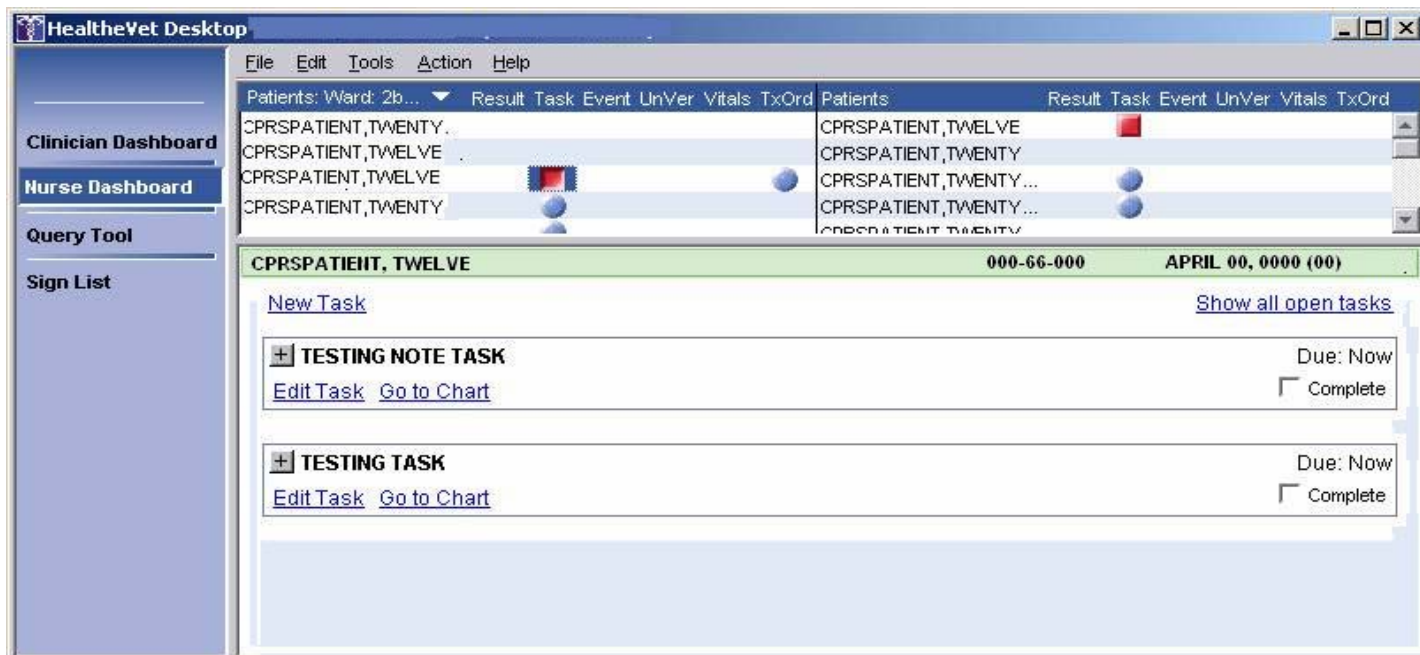 HealtheVet Desktop
File Edit Tools Action Help
Patients: Ward: 2b... Result Task Event UnVer Vitals TxOrd Patients Result Task Event UnVer Vitals TxOrd
CPRSPATIENT,TWENTY. CPRSPATIENT,TWELVE
CPRSPATIENT,TWELVE . CPRSPATIENT,TWENTY
CPRSPATIENT,TWELVE CPRSPATIENT,TWENTY...
CPRSPATIENT,TWENTY CPRSPATIENT,TWENTY...
CPRSPATIENT,TWENTY
Clinician Dashboard
Nurse Dashboard
Query Tool
Sign List
CPRSPATIENT, TWELVE 000-66-000 APRIL 00, 0000 (00)
New Task Show all open tasks
+ TESTING NOTE TASK Due: Now
Edit Task Go to Chart Complete
+ TESTING TASK Due: Now
Edit Task Go to Chart Complete